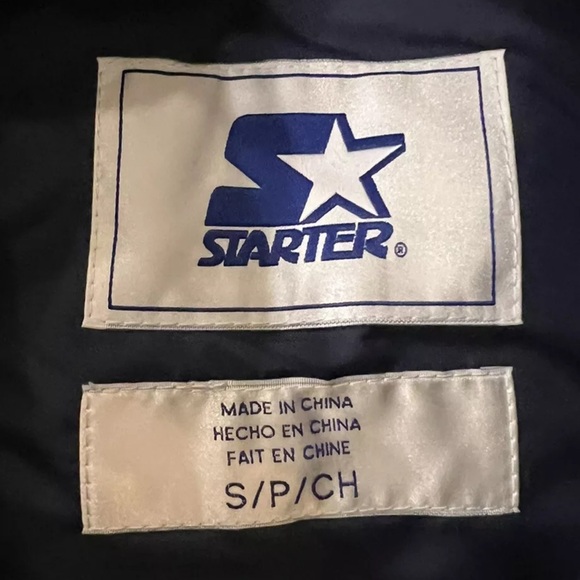 STARTER®
MADE IN CHINA
HECHO EN CHINA
FAIT EN CHINE
S/P/CH